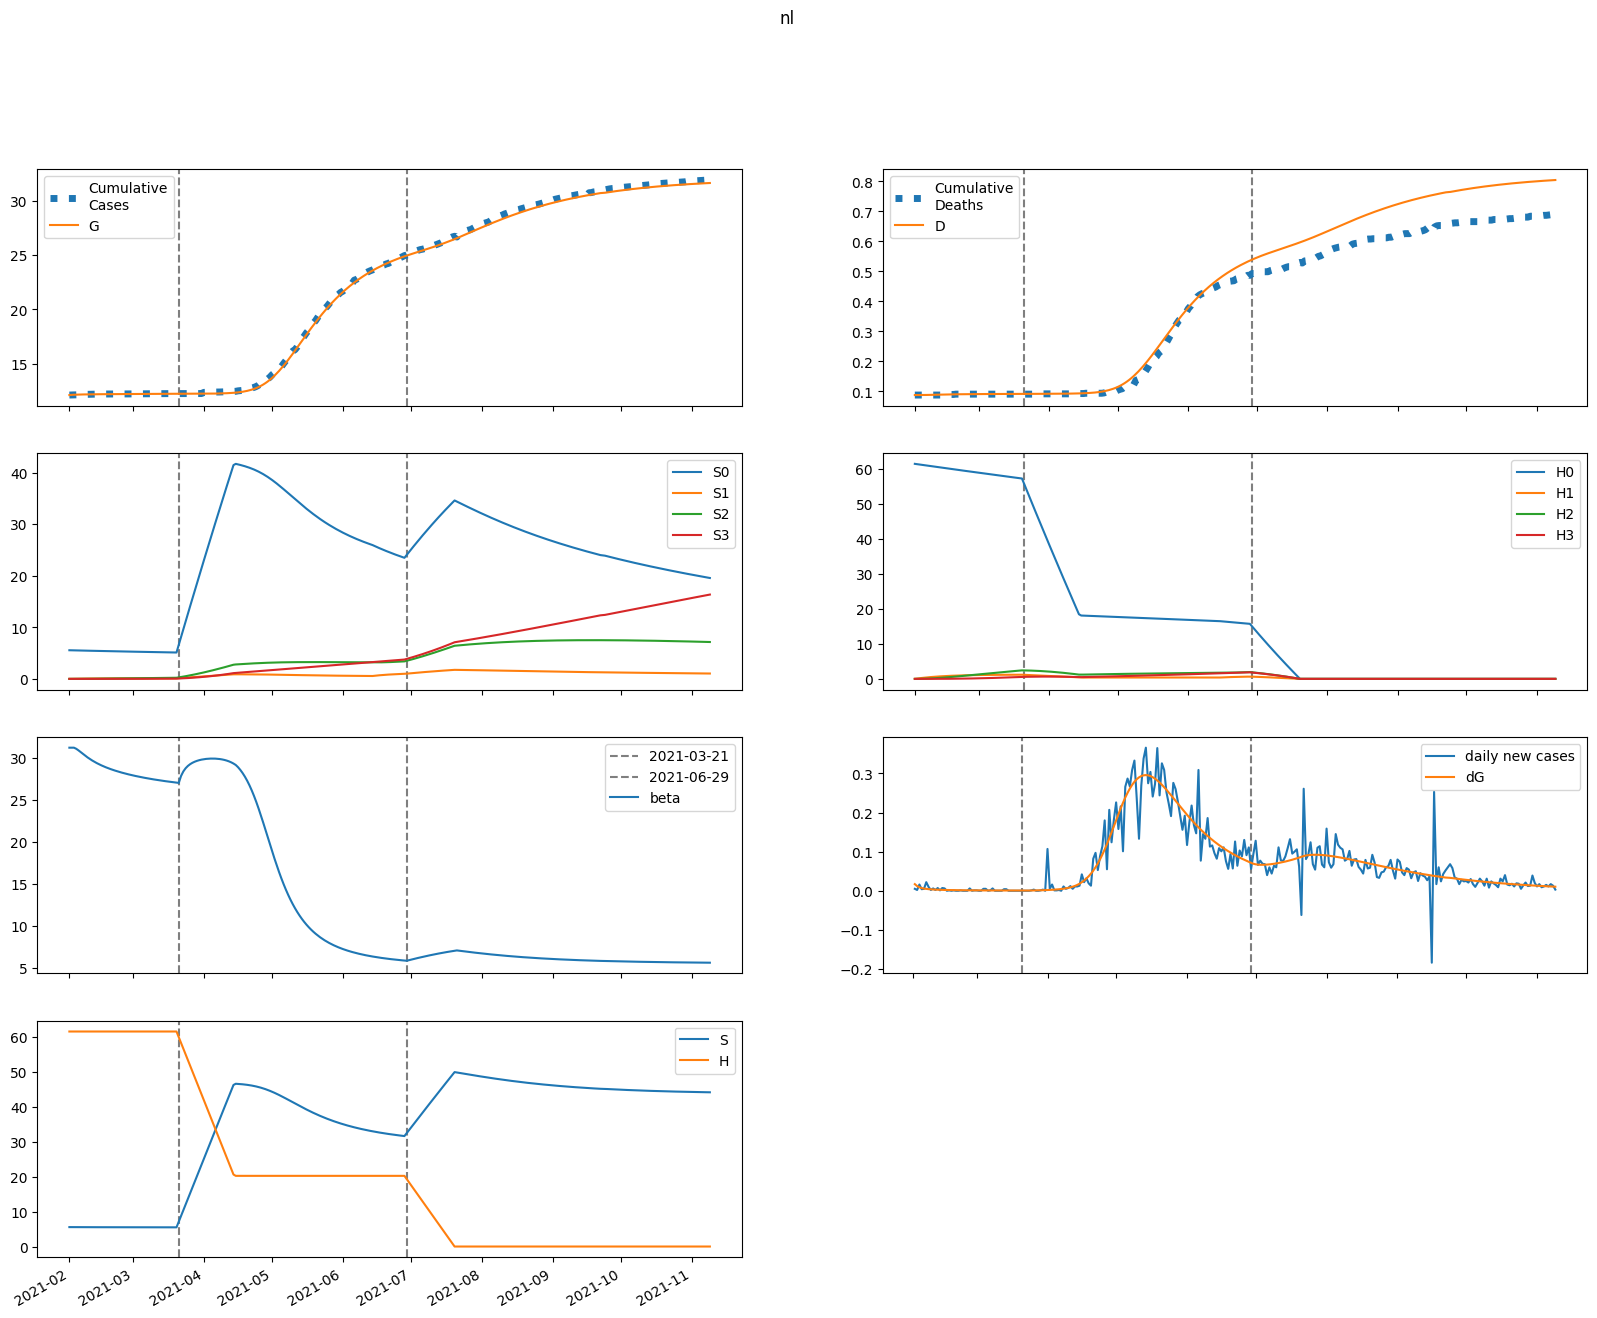 nl
Cumulative
Cases
G
30
25
20
15
Cumulative
Deaths
D
0.8
0.7
0.6
0.5
0.4
0.3
0.2
0.1
S0
S1
S2
S3
40
30
20
10
0
H0
H1
H2
H3
60
50
40
30
20
10
0
2021-03-21
2021-06-29
beta
30
25
20
15
10
5
daily new cases
dG
0.3
0.2
0.1
0.0
−0.1
−0.2
S
H
60
50
40
30
20
10
0
2021-02
2021-03
2021-04
2021-05
2021-06
2021-07
2021-08
2021-09
2021-10
2021-11